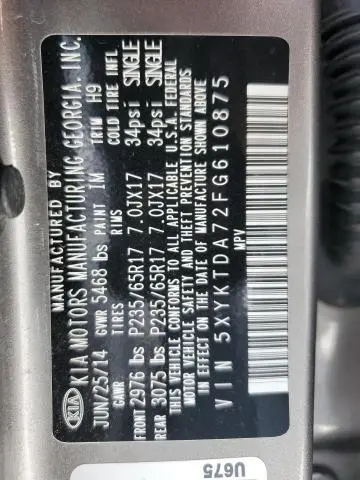 MANUFACTURED BY
KIA KIA MOTORS MANUFACTURING GEORGIA, INC.
JUN/25/14 GVWR 5468 lbs PAINT IM TRIM H9
GAWR TIRES RIMS COLD TIRE INFL
FRONT 2976 lbs P235/65R17 7.0JX17 34psi SINGLE
REAR 3075 lbs P235/65R17 7.0JX17 34psi SINGLE
THIS VEHICLE CONFORMS TO ALL APPLICABLE U.S.A. FEDERAL
MOTOR VEHICLE SAFETY AND THEFT PREVENTION STANDARDS
IN EFFECT ON THE DATE OF MANUFACTURE SHOWN ABOVE
VIN 5XYKTDA72FG610875
MPV
U675